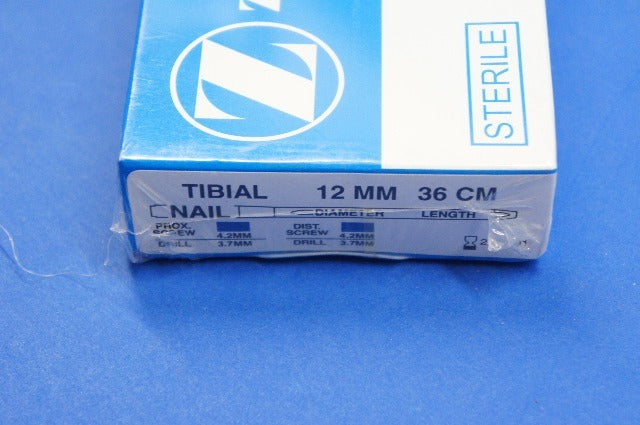 Z
STERILE
TIBIAL 12 MM 36 CM
NAIL DIAMETER LENGTH
PROX. SCREW 4.2MM DIST. SCREW 4.2MM
DRILL 3.7MM DRILL 3.7MM